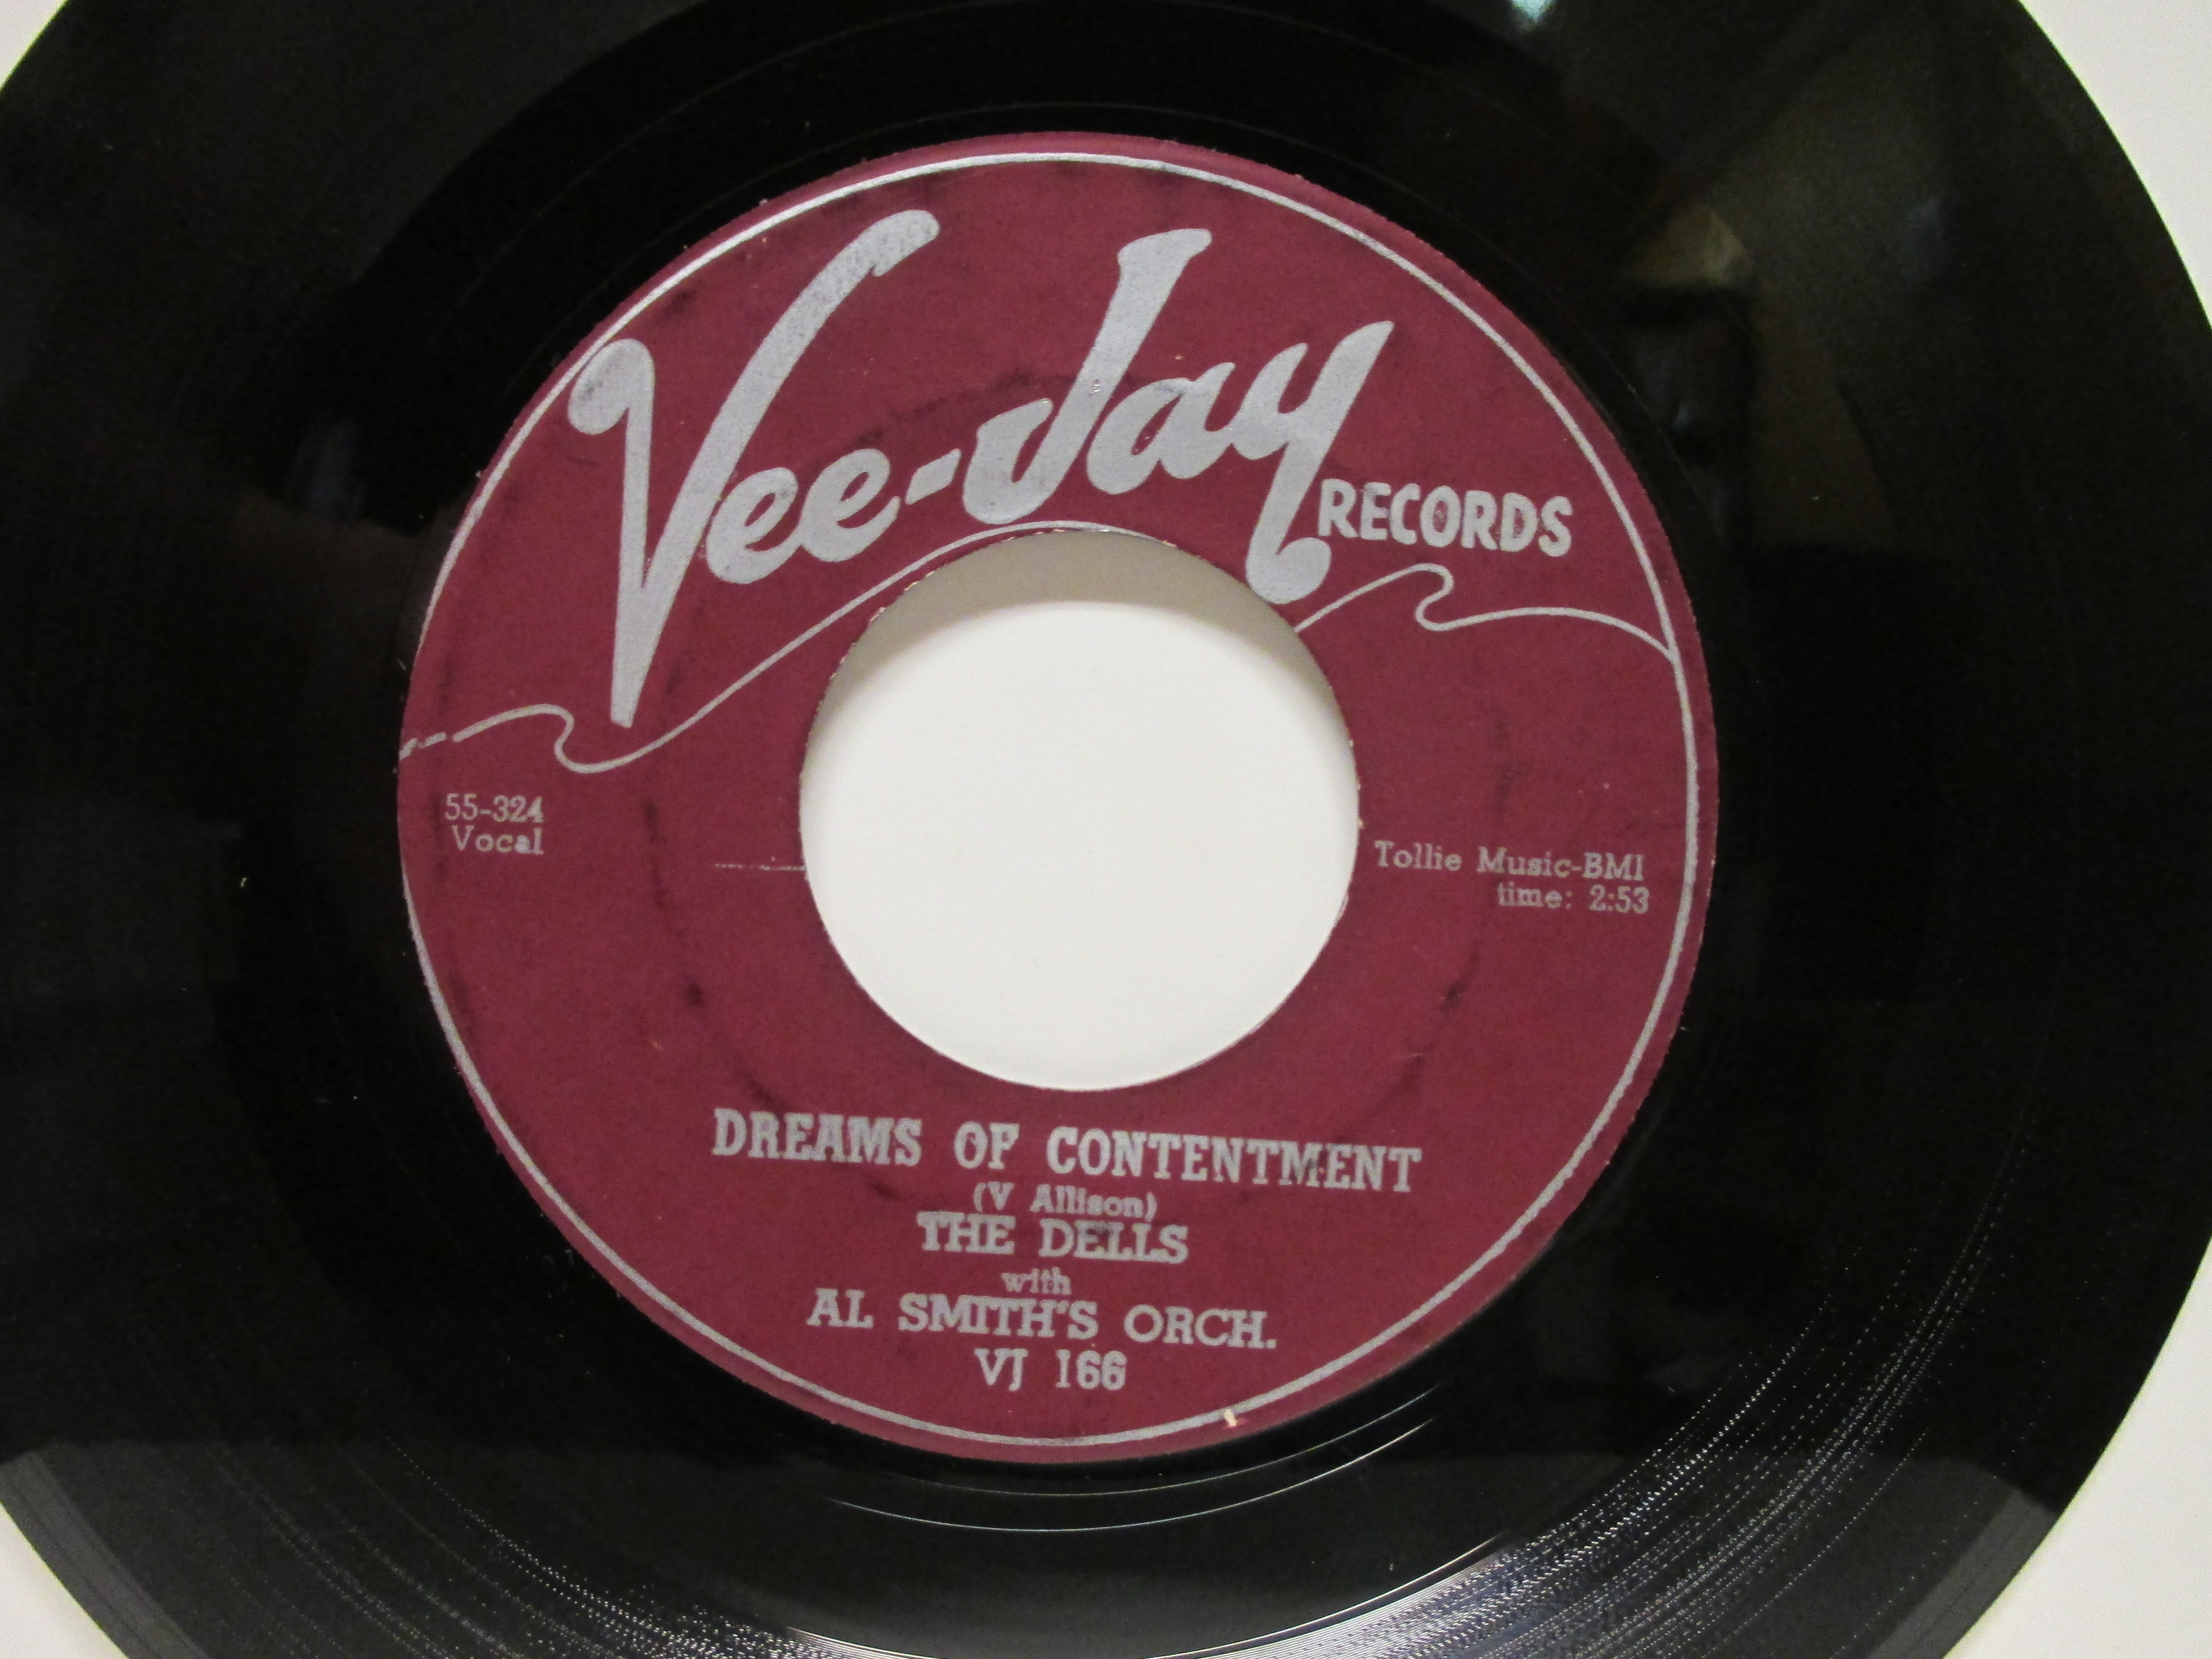 Vee-Jay RECORDS
55-324
Vocal
Tollie Music-BMI
time: 2:53
DREAMS OF CONTENTMENT
(V Allison)
THE DELLS
with
AL SMITH'S ORCH.
VJ 166